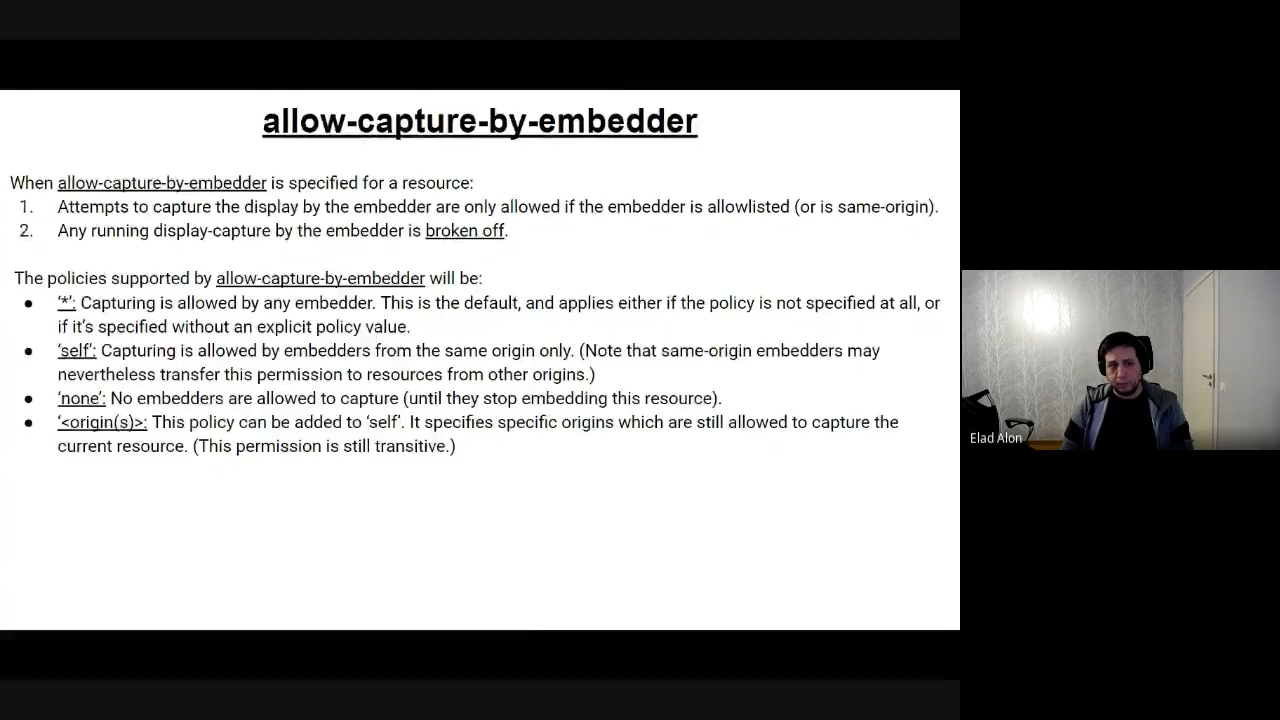 allow-capture-by-embedder
When allow-capture-by-embedder is specified for a resource:
1. Attempts to capture the display by the embedder are only allowed if the embedder is allowlisted (or is same-origin).
2. Any running display-capture by the embedder is broken off.
The policies supported by allow-capture-by-embedder will be:
● ‘*’: Capturing is allowed by any embedder. This is the default, and applies either if the policy is not specified at all, or
if it’s specified without an explicit policy value.
● ‘self’: Capturing is allowed by embedders from the same origin only. (Note that same-origin embedders may
nevertheless transfer this permission to resources from other origins.)
● ‘none’: No embedders are allowed to capture (until they stop embedding this resource).
● ‘<origin(s)>: This policy can be added to ‘self’. It specifies specific origins which are still allowed to capture the
current resource. (This permission is still transitive.)
Elad Alon